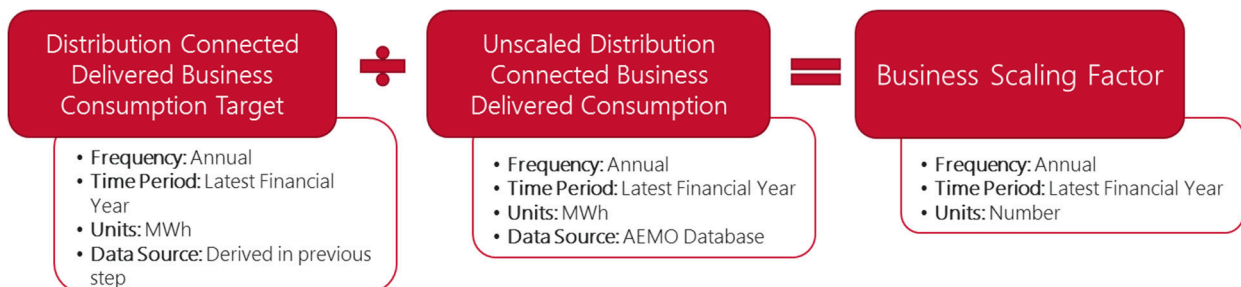 Distribution Connected
Delivered Business
Consumption Target
÷
Unscaled Distribution
Connected Business
Delivered Consumption
=
Business Scaling Factor
• Frequency: Annual
• Time Period: Latest Financial
Year
• Units: MWh
• Data Source: Derived in previous
step
• Frequency: Annual
• Time Period: Latest Financial Year
• Units: MWh
• Data Source: AEMO Database
• Frequency: Annual
• Time Period: Latest Financial Year
• Units: Number